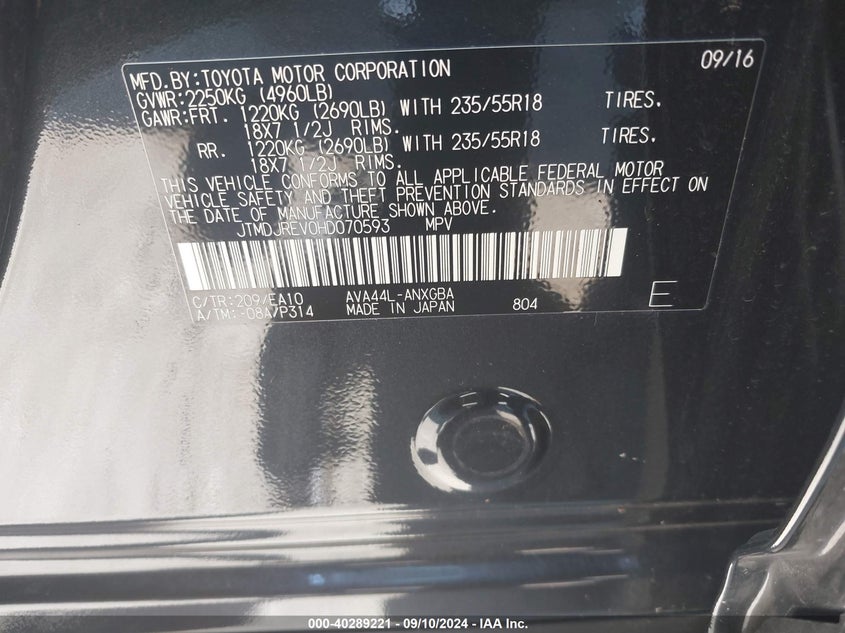 MFD.BY:TOYOTA MOTOR CORPORATION 09/16
GVWR:2250KG (4960LB)
GAWR:FRT. 1220KG (2690LB) WITH 235/55R18 TIRES.
18X7 1/2J RIMS.
RR. 1220KG (2690LB) WITH 235/55R18 TIRES.
18X7 1/2J RIMS.
THIS VEHICLE CONFORMS TO ALL APPLICABLE FEDERAL MOTOR
VEHICLE SAFETY AND THEFT PREVENTION STANDARDS IN EFFECT ON
THE DATE OF MANUFACTURE SHOWN ABOVE.
JTMDJREV0HD070593 MPV
C/TR:209/EA10 AVA44L-ANXGBA
A/TM:-08A/P314 MADE IN JAPAN 804 E
000-40289221 - 09/10/2024 - IAA Inc.